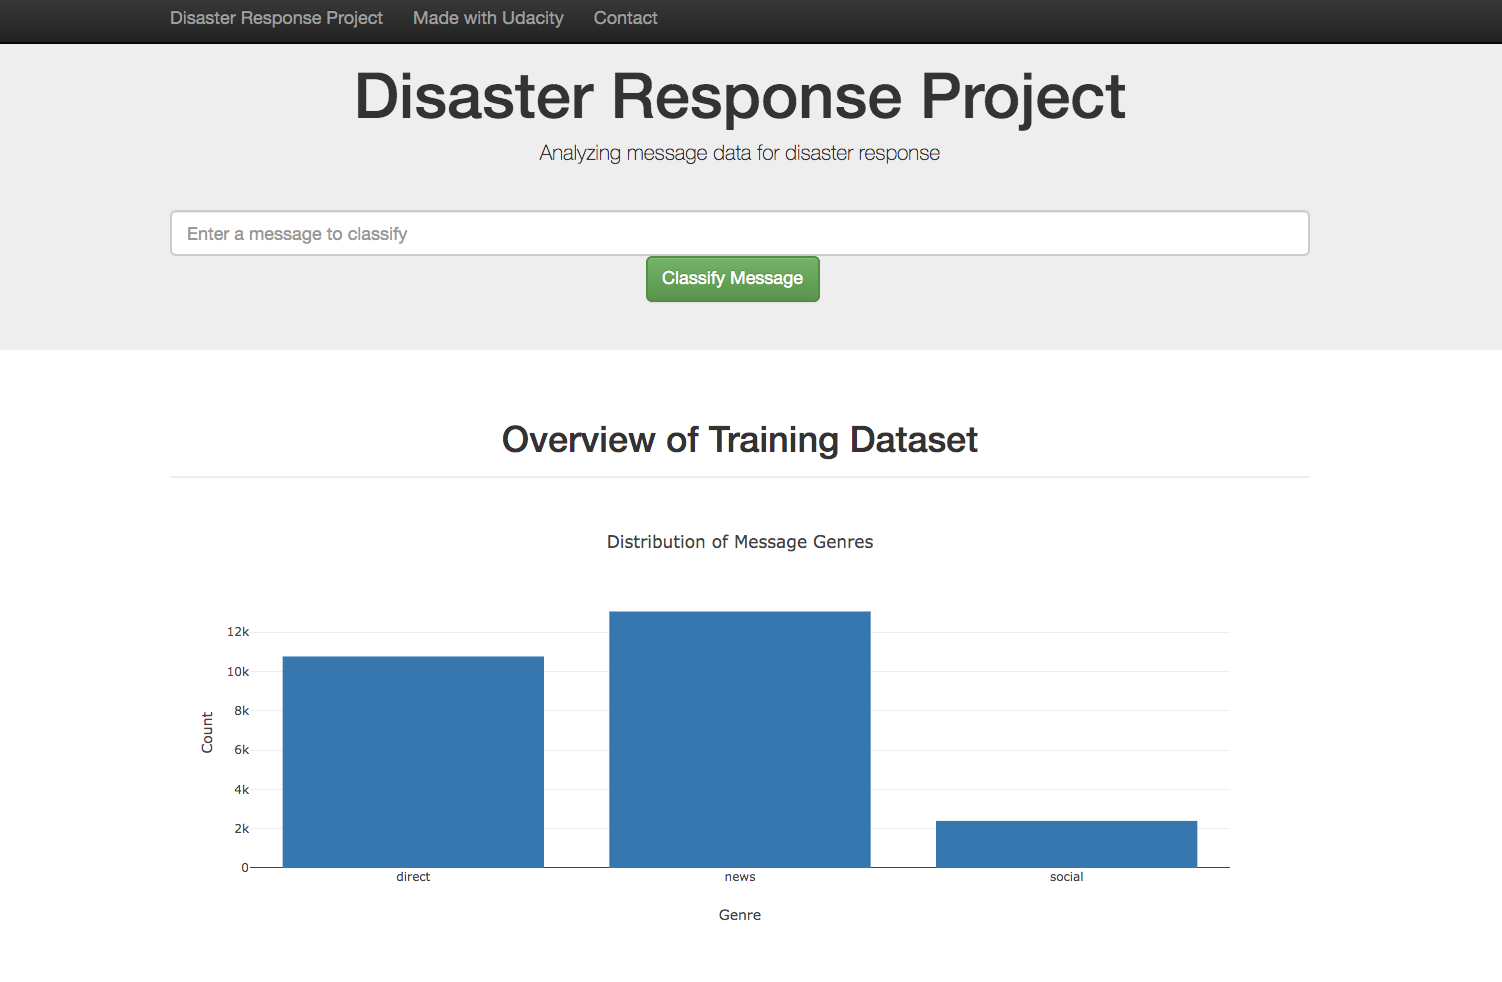 Disaster Response Project Made with Udacity Contact
Disaster Response Project
Analyzing message data for disaster response
Enter a message to classify
Classify Message
Overview of Training Dataset
Distribution of Message Genres
12k
10k
8k
6k
4k
2k
0
Count
direct news social
Genre